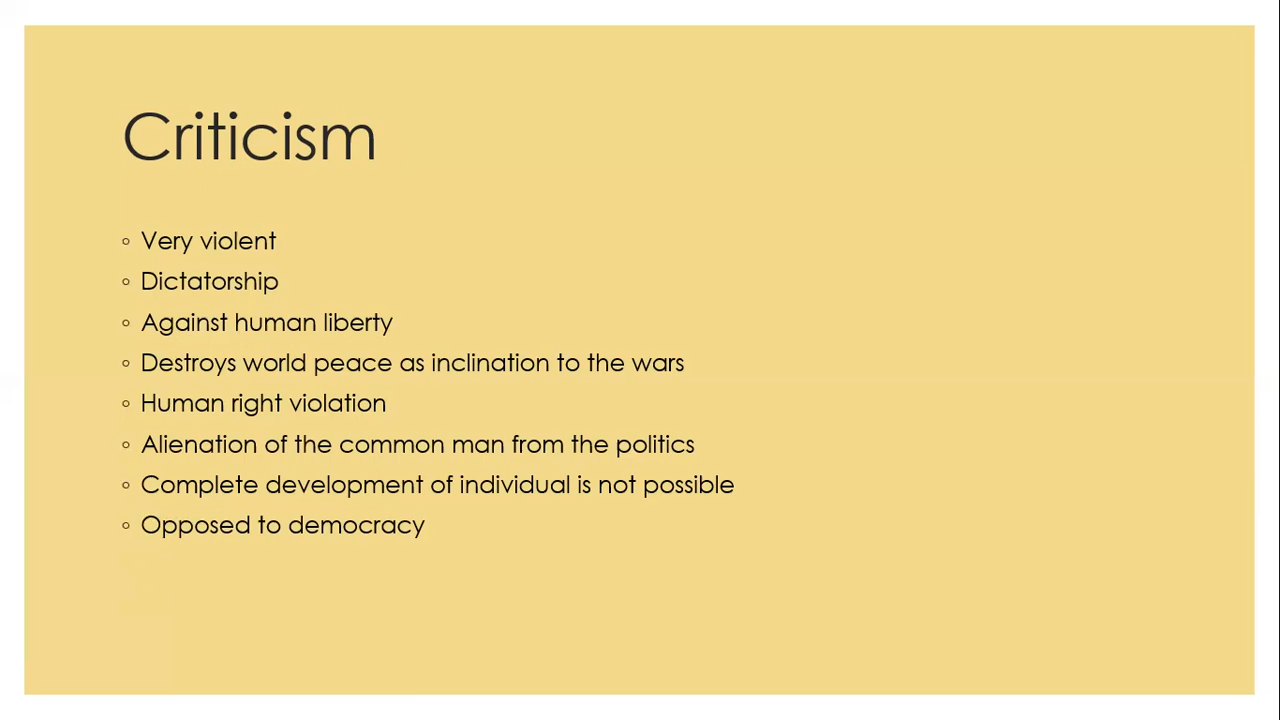 Criticism
◦ Very violent
◦ Dictatorship
◦ Against human liberty
◦ Destroys world peace as inclination to the wars
◦ Human right violation
◦ Alienation of the common man from the politics
◦ Complete development of individual is not possible
◦ Opposed to democracy